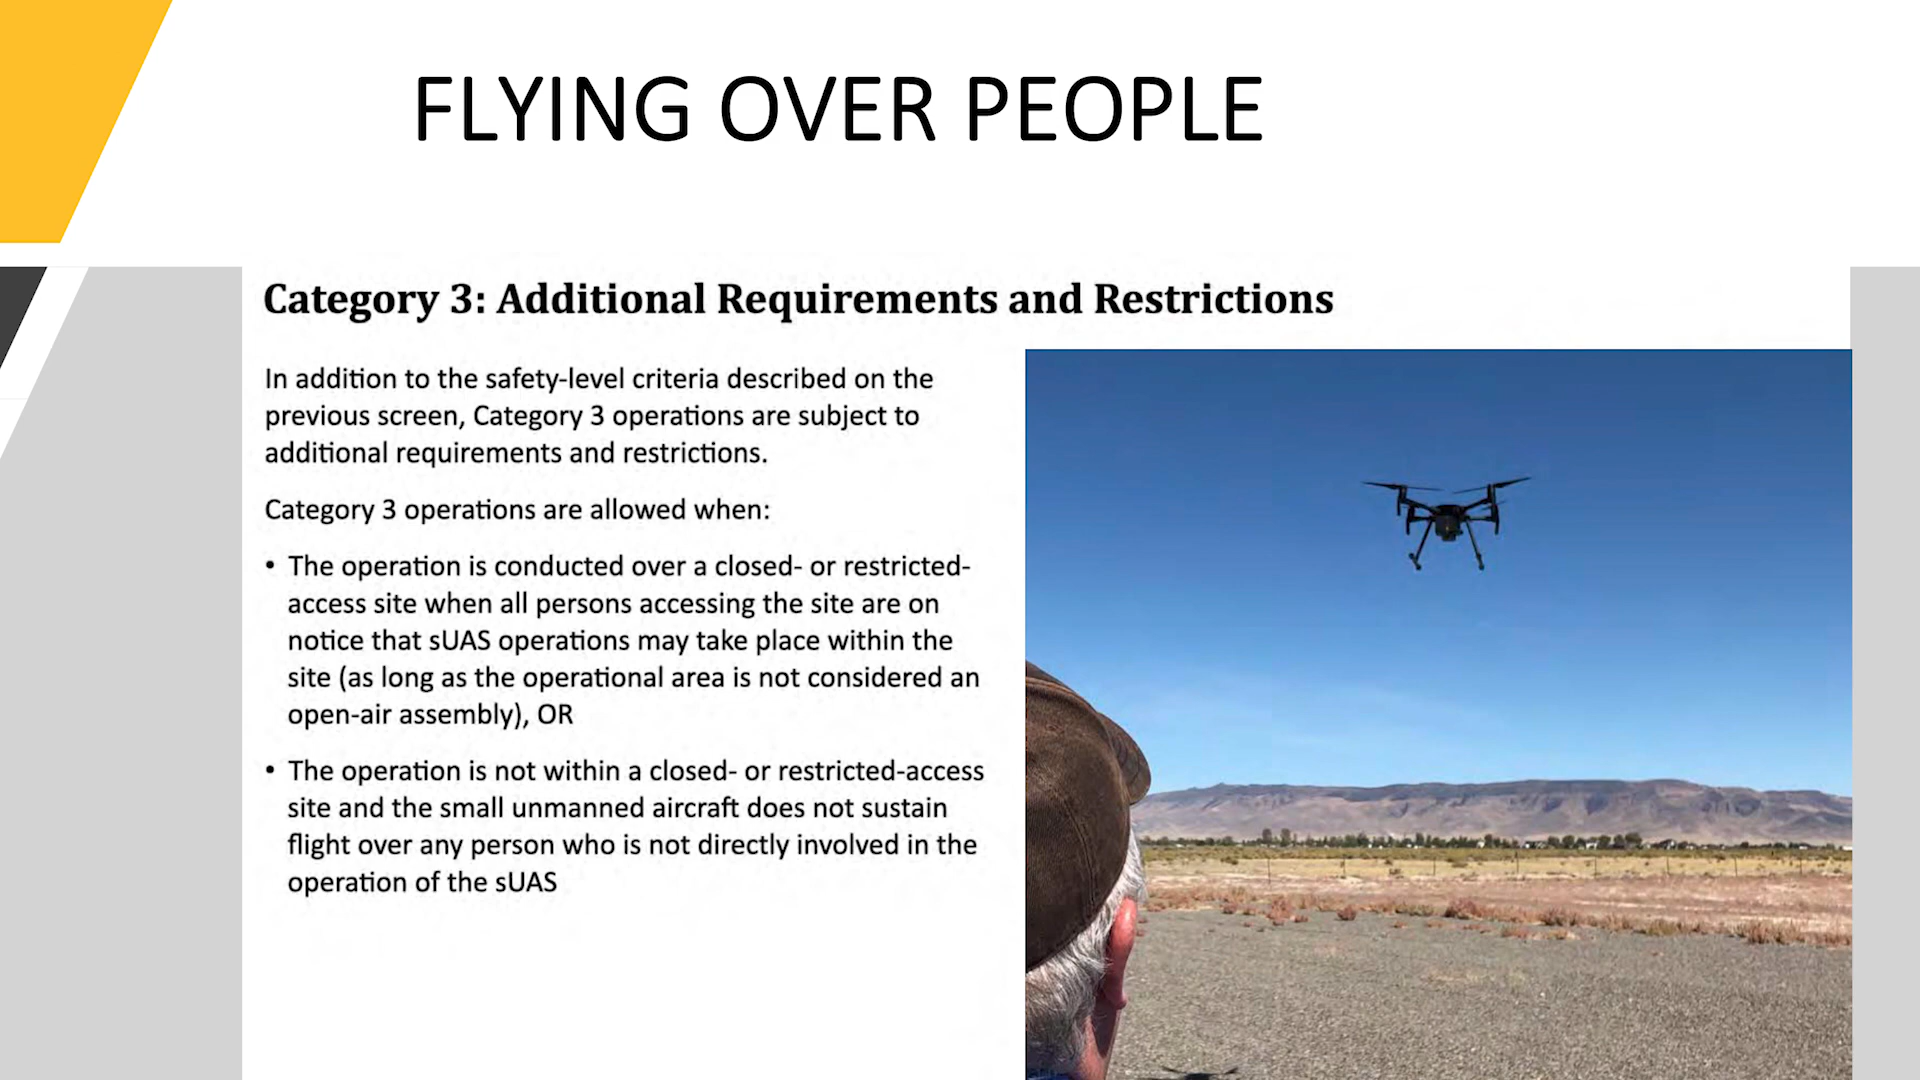 FLYING OVER PEOPLE
Category 3: Additional Requirements and Restrictions
In addition to the safety-level criteria described on the
previous screen, Category 3 operations are subject to
additional requirements and restrictions.
Category 3 operations are allowed when:
• The operation is conducted over a closed- or restricted-
access site when all persons accessing the site are on
notice that sUAS operations may take place within the
site (as long as the operational area is not considered an
open-air assembly), OR
• The operation is not within a closed- or restricted-access
site and the small unmanned aircraft does not sustain
flight over any person who is not directly involved in the
operation of the sUAS